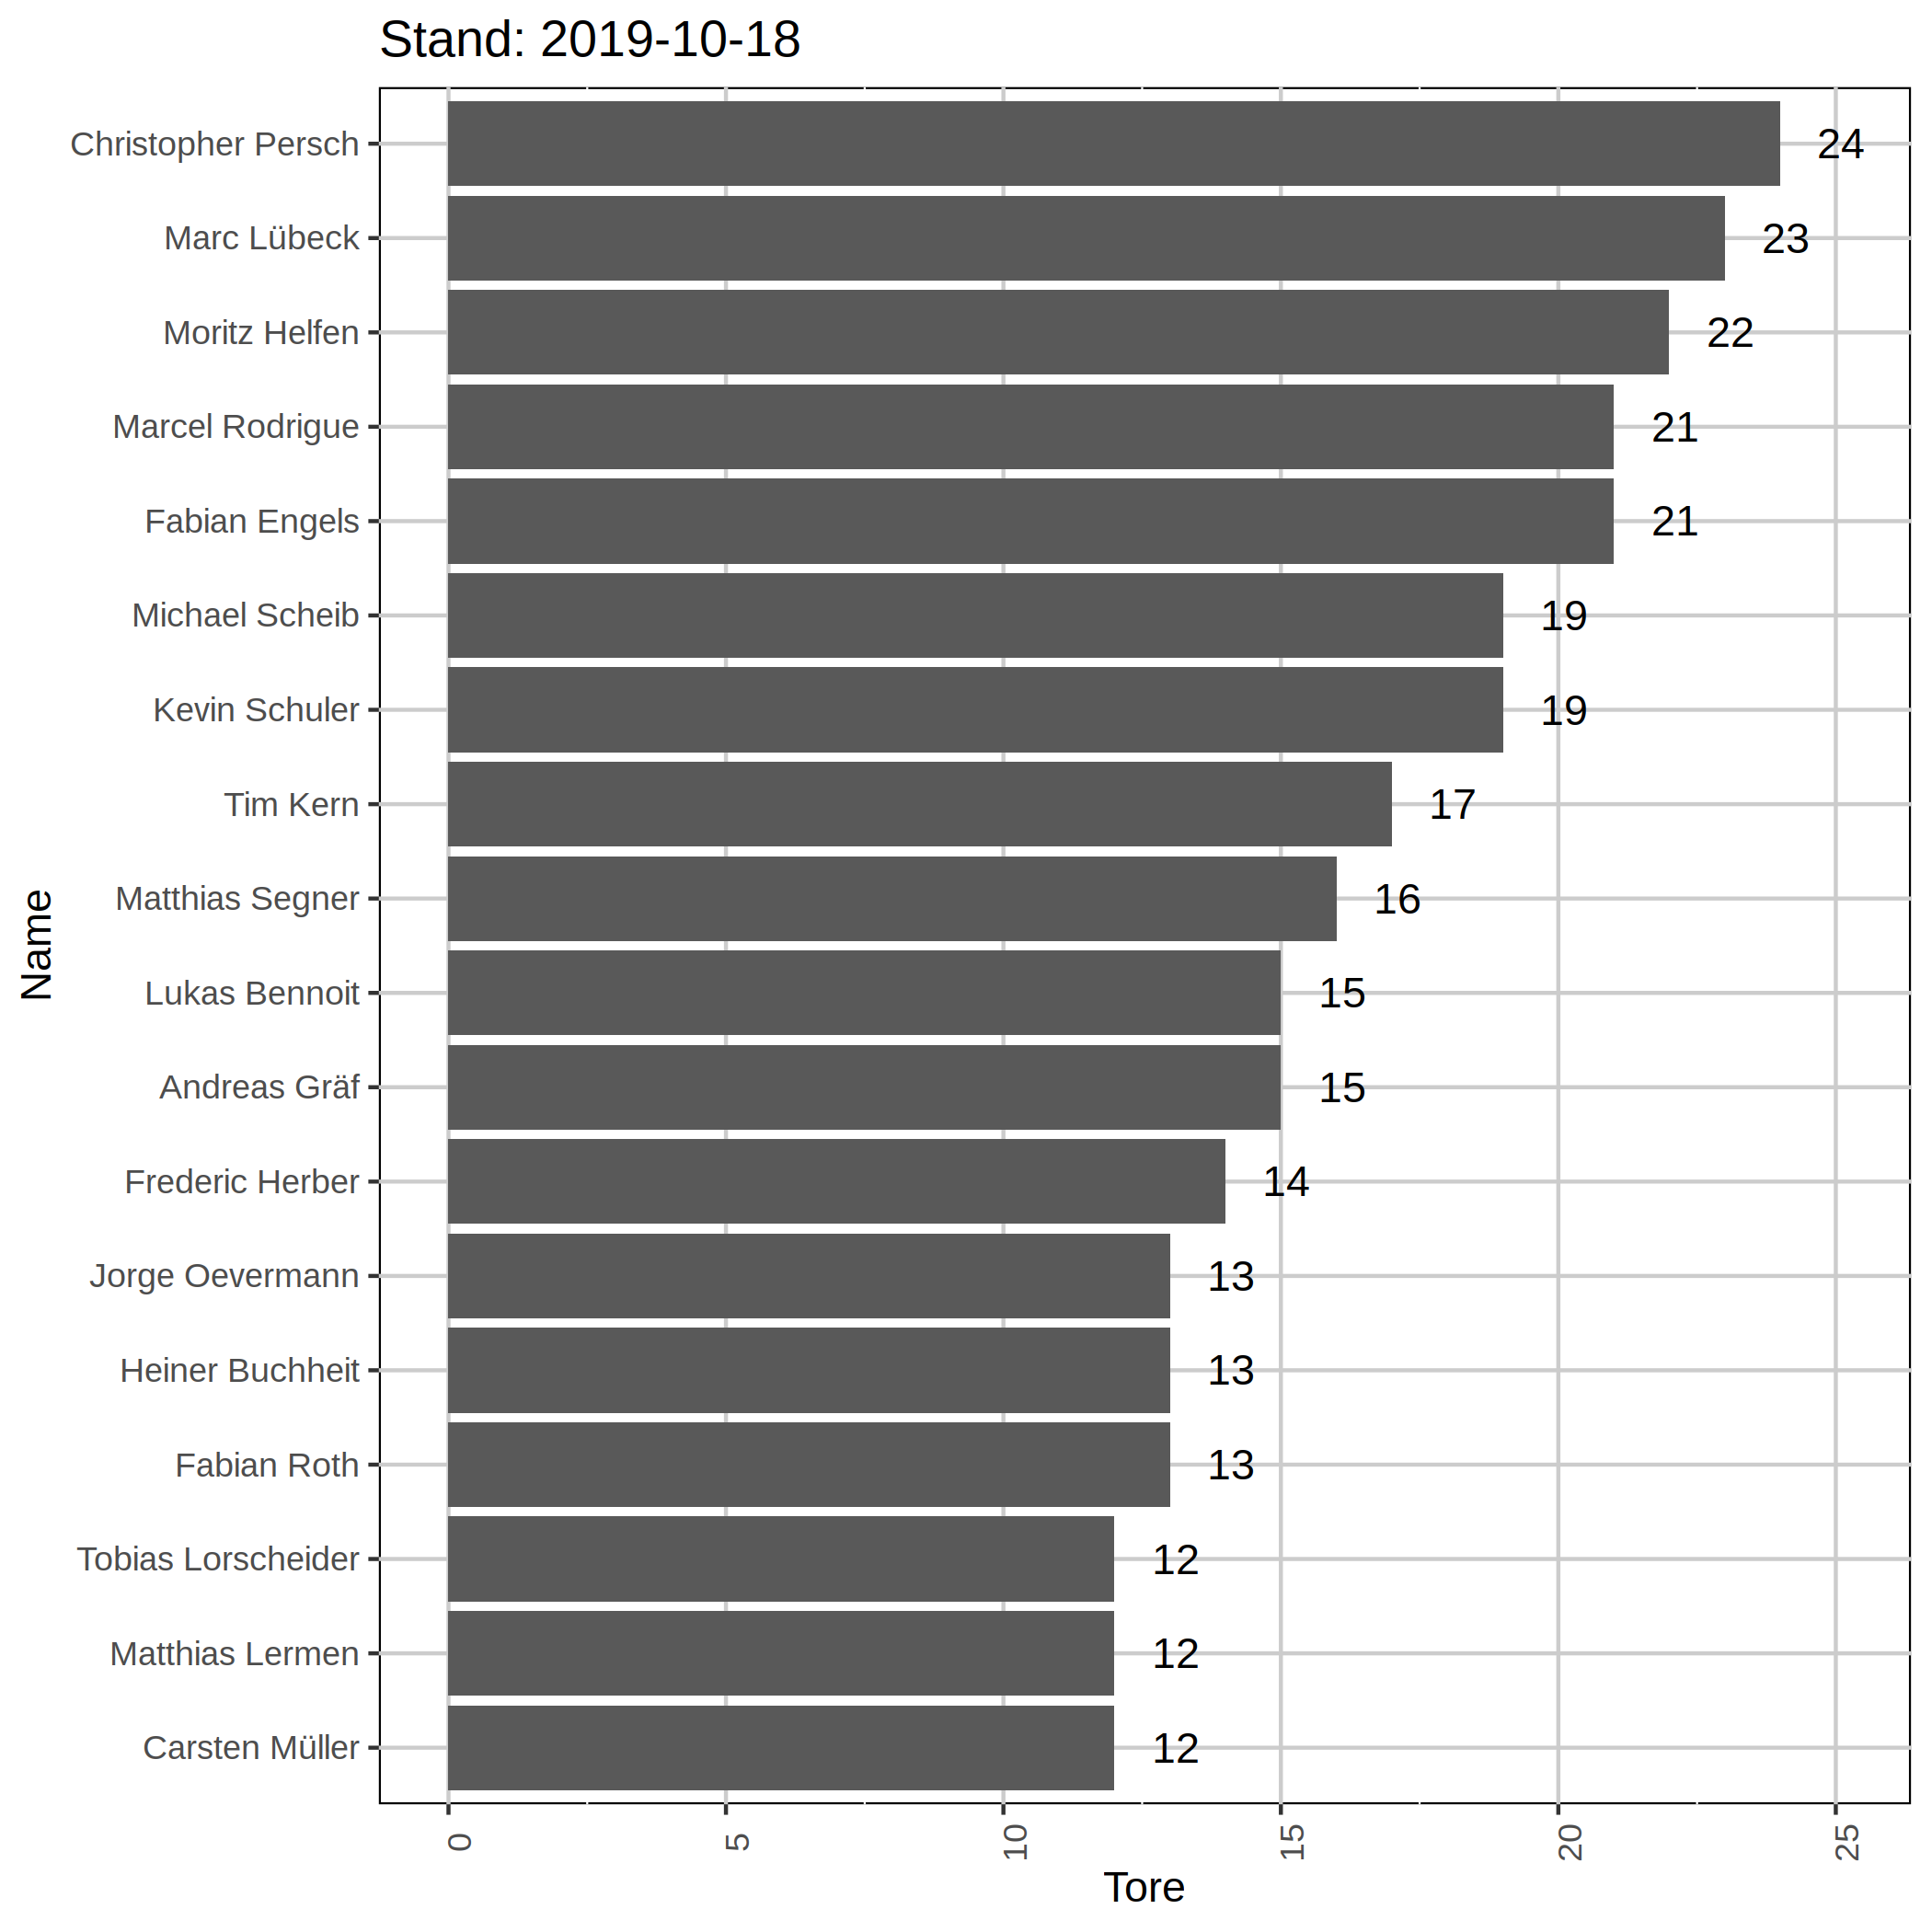 Stand: 2019-10-18
Christopher Persch 24
Marc Lübeck 23
Moritz Helfen 22
Marcel Rodrigue 21
Fabian Engels 21
Michael Scheib 19
Kevin Schuler 19
Tim Kern 17
Matthias Segner 16
Lukas Bennoit 15
Andreas Gräf 15
Frederic Herber 14
Jorge Oevermann 13
Heiner Buchheit 13
Fabian Roth 13
Tobias Lorscheider 12
Matthias Lermen 12
Carsten Müller 12
Name
0 5 10 15 20 25
Tore